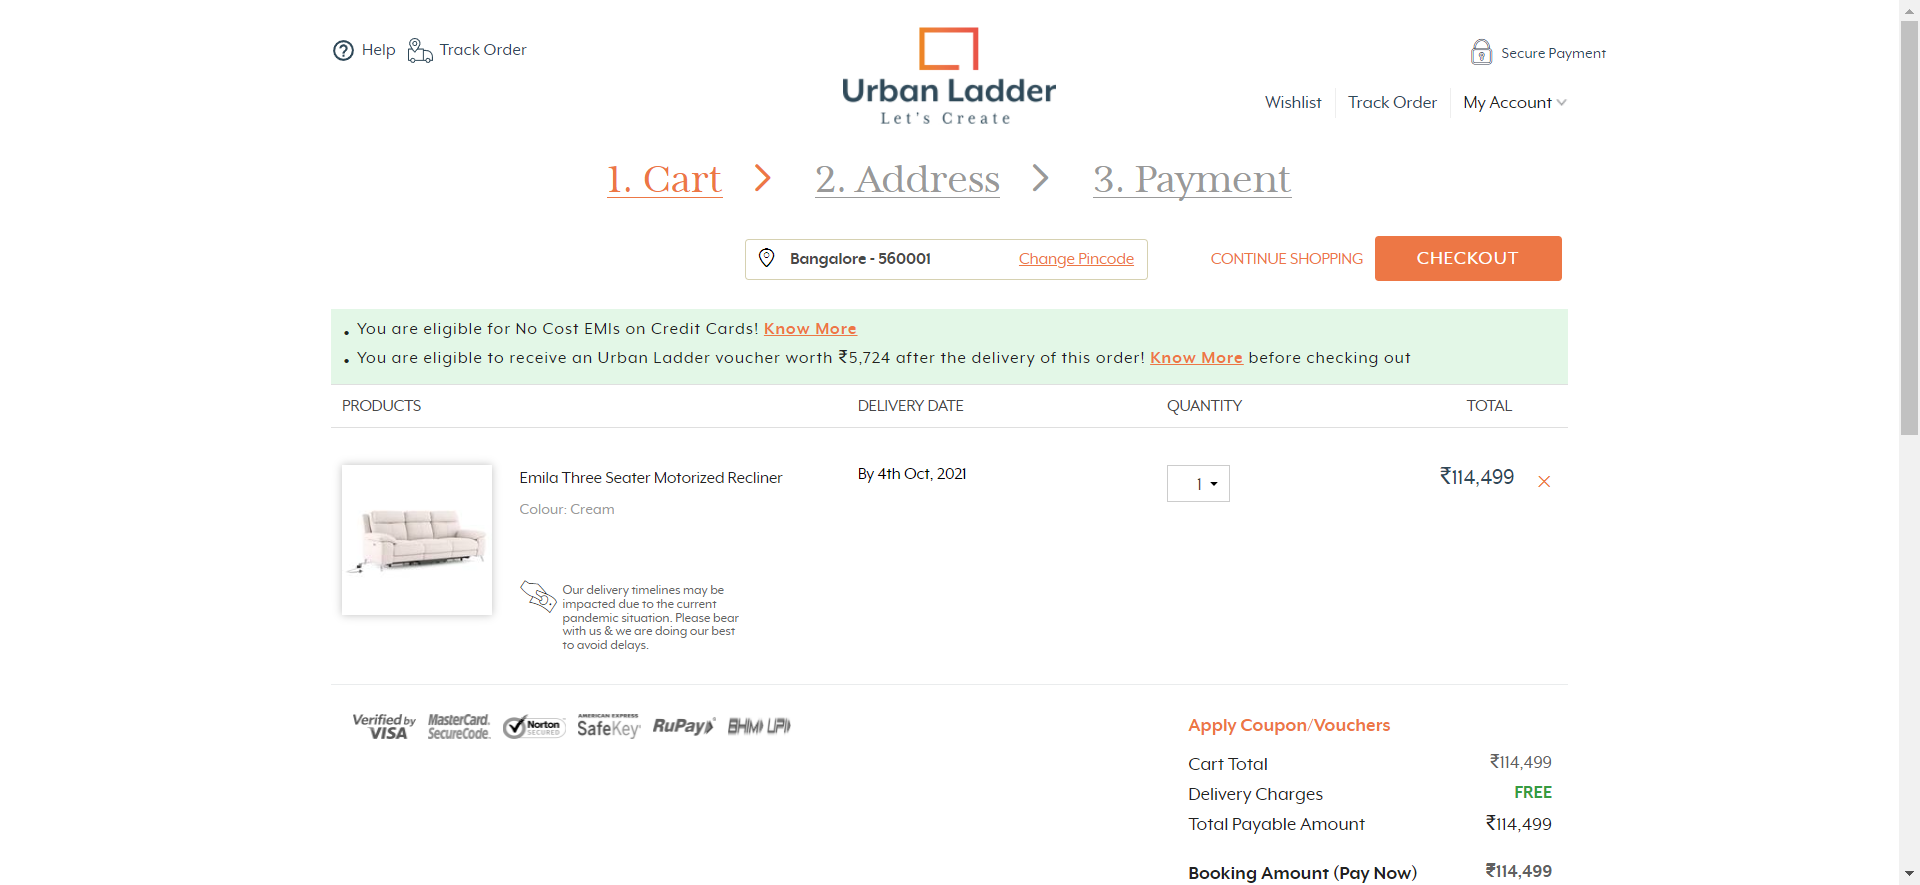 Help Track Order
Urban Ladder
Let's Create
Secure Payment
Wishlist Track Order My Account
1. Cart 2. Address 3. Payment
Bangalore - 560001 Change Pincode CONTINUE SHOPPING CHECKOUT
• You are eligible for No Cost EMIs on Credit Cards! Know More
• You are eligible to receive an Urban Ladder voucher worth ₹5,724 after the delivery of this order! Know More before checking out
PRODUCTS DELIVERY DATE QUANTITY TOTAL
Emila Three Seater Motorized Recliner By 4th Oct, 2021 1 ₹114,499
Colour: Cream
Our delivery timelines may be
impacted due to the current
pandemic situation. Please bear
with us & we are doing our best
to avoid delays.
Verified by VISA MasterCard. SecureCode. Norton SECURED AMERICAN EXPRESS SafeKey RuPay BHIM UPI
Apply Coupon/Vouchers
Cart Total ₹114,499
Delivery Charges FREE
Total Payable Amount ₹114,499
Booking Amount (Pay Now) ₹114,499